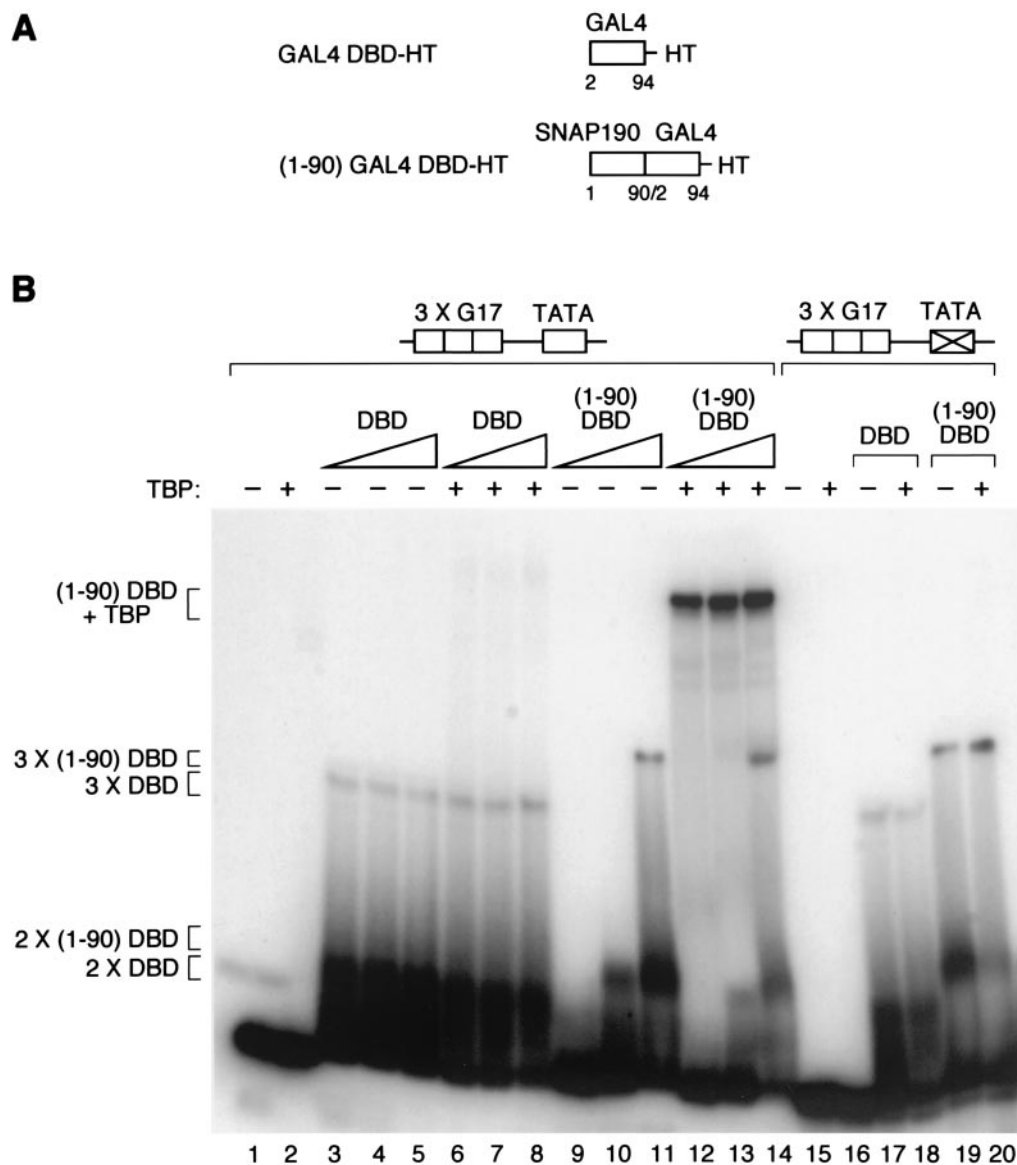 A
GAL4
GAL4 DBD-HT
HT
2 94
SNAP190 GAL4
(1-90) GAL4 DBD-HT
HT
1 90/2 94
B
3 X G17 TATA
3 X G17 TATA
DBD DBD (1-90) DBD (1-90) DBD DBD (1-90) DBD
TBP: − + − − − + + + − − − + + + − + − + − +
(1-90) DBD
+ TBP
3 X (1-90) DBD
3 X DBD
2 X (1-90) DBD
2 X DBD
1 2 3 4 5 6 7 8 9 10 11 12 13 14 15 16 17 18 19 20